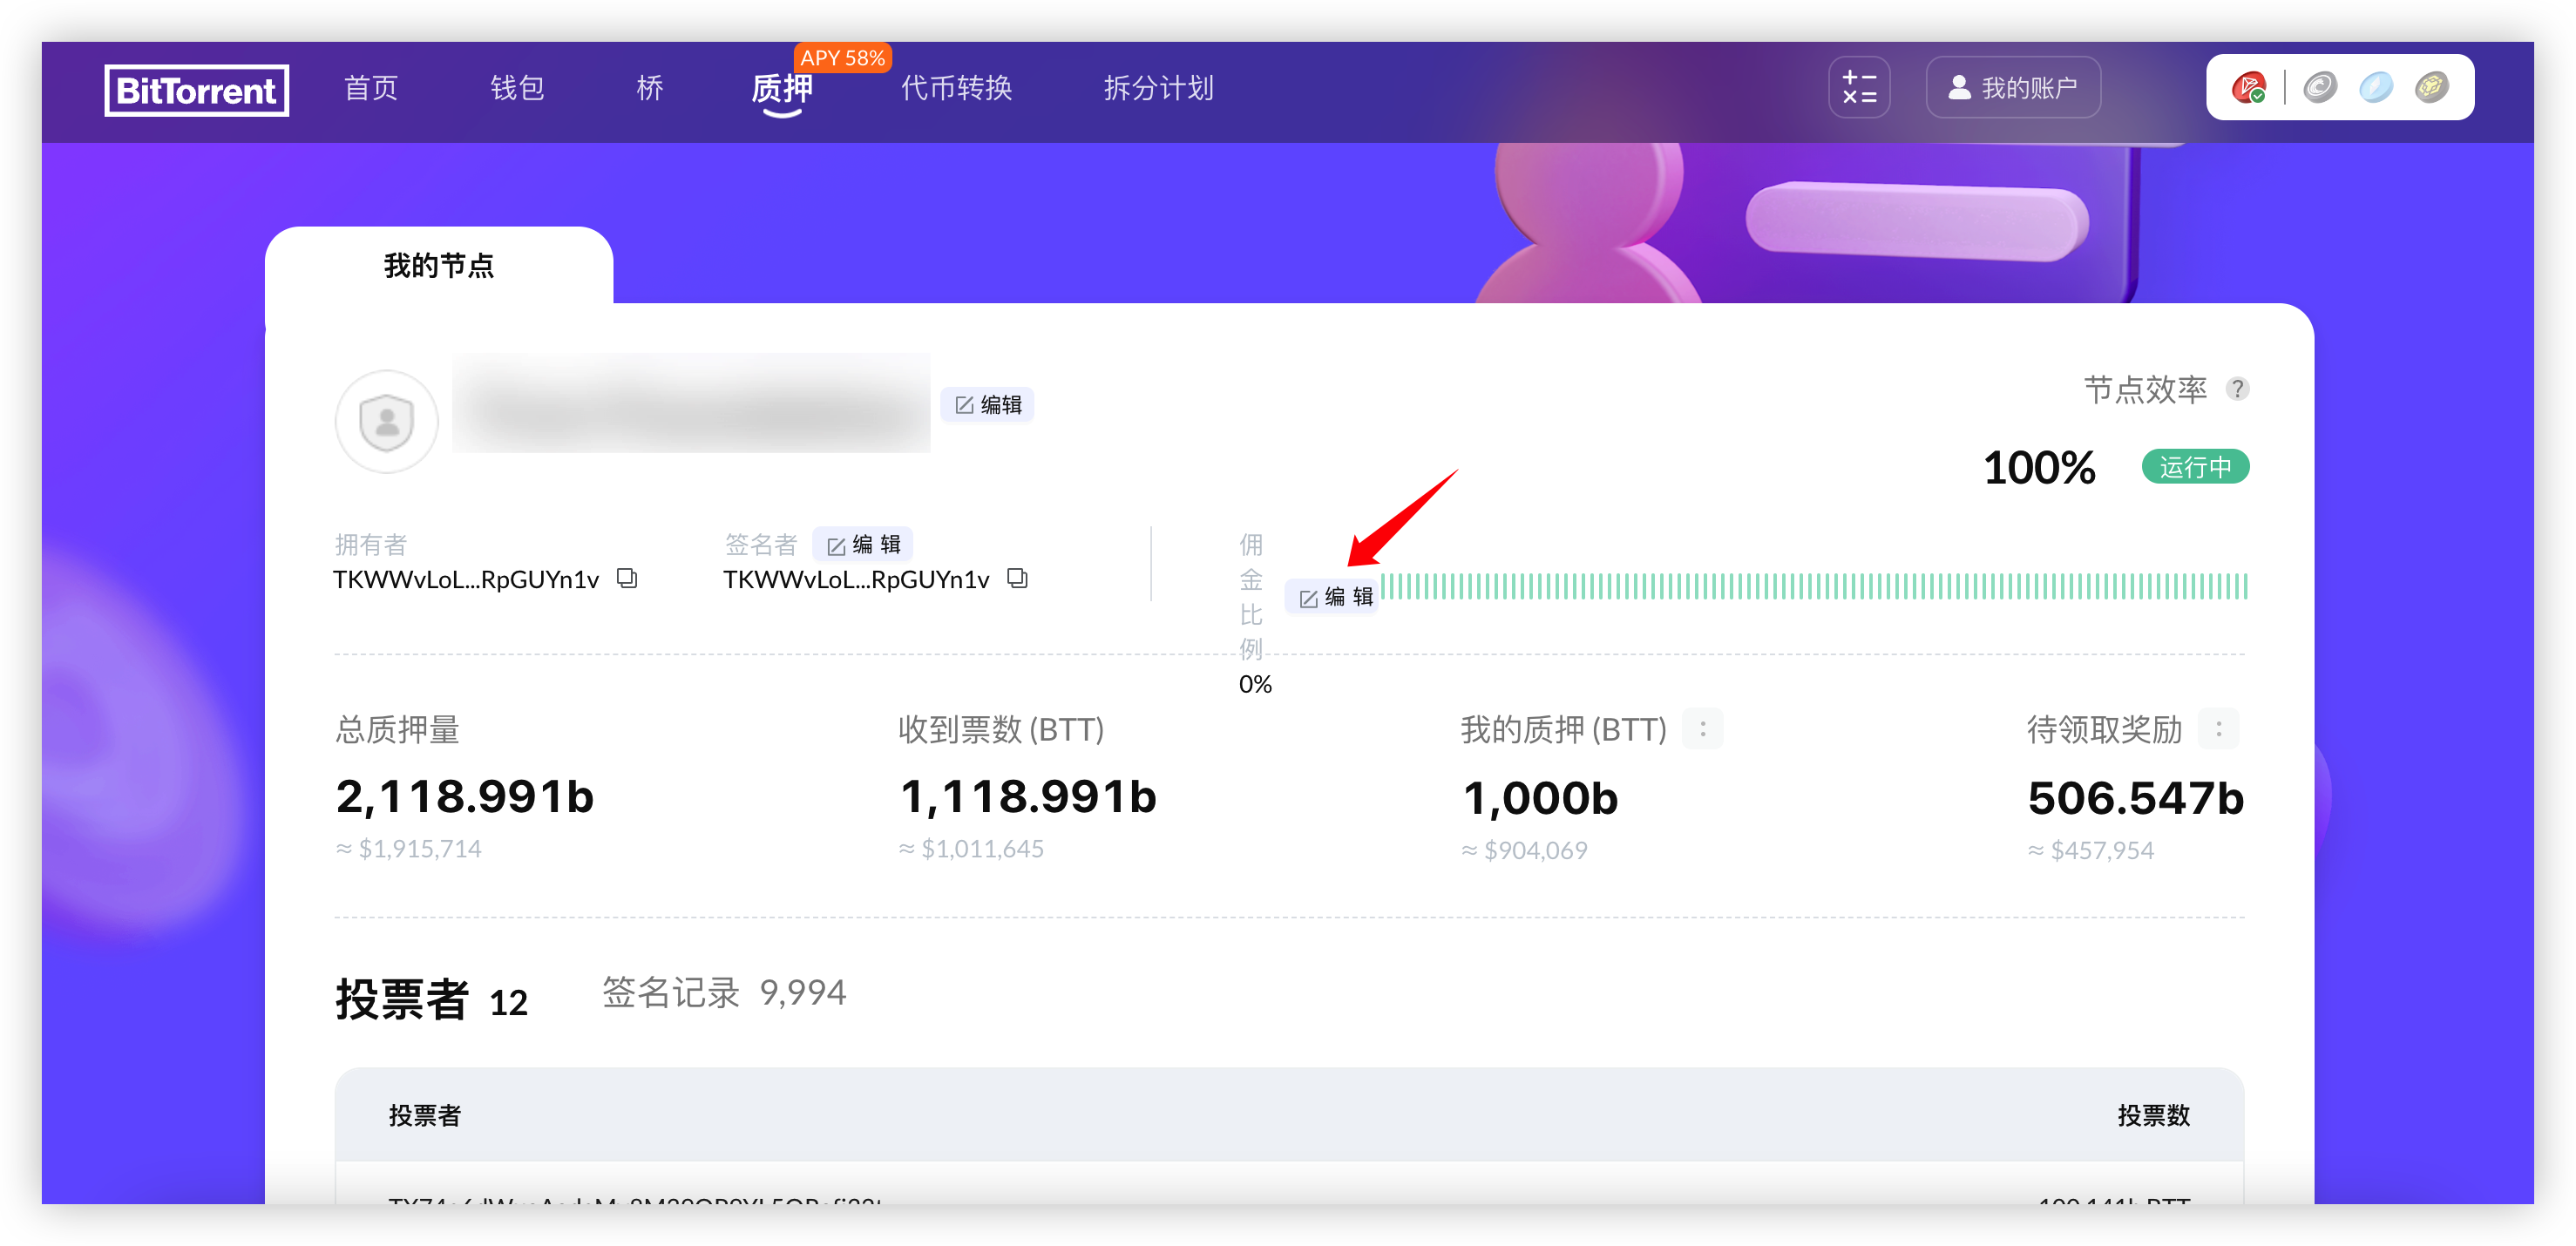 BitTorrent
首页
钱包
桥
质押
APY 58%
代币转换
拆分计划
我的账户
我的节点
编辑
节点效率 ?
100%
运行中
拥有者
TKWWvLoL...RpGUYn1v
签名者
编 辑
TKWWvLoL...RpGUYn1v
佣
金
比
例
0%
编 辑
总质押量
2,118.991b
≈ $1,915,714
收到票数 (BTT)
1,118.991b
≈ $1,011,645
我的质押 (BTT)
1,000b
≈ $904,069
待领取奖励
506.547b
≈ $457,954
投票者 12
签名记录 9,994
投票者
投票数